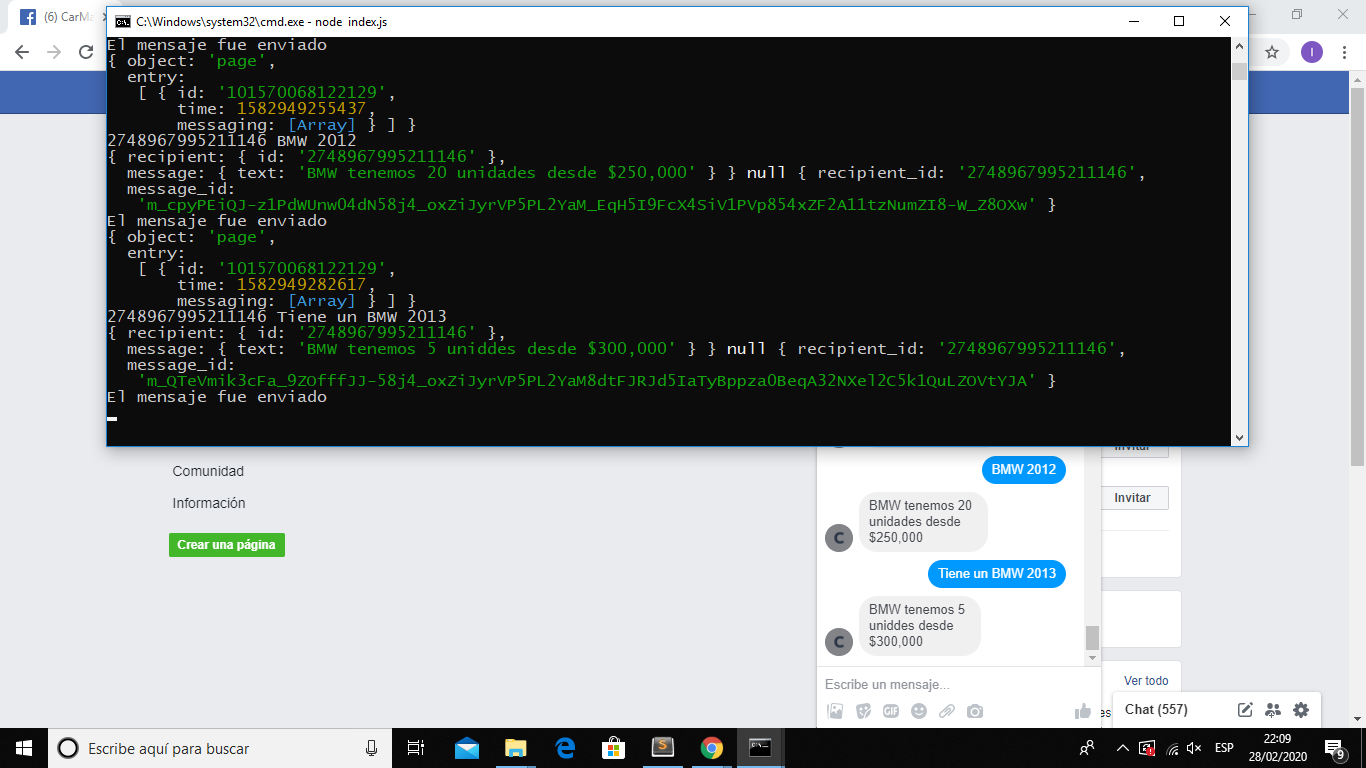 (6) CarMa
C:\Windows\system32\cmd.exe - node index.js
El mensaje fue enviado
{ object: 'page',
entry:
[ { id: '101570068122129',
time: 1582949255437,
messaging: [Array] } ] }
2748967995211146 BMW 2012
{ recipient: { id: '2748967995211146' },
message: { text: 'BMW tenemos 20 unidades desde $250,000' } } null { recipient_id: '2748967995211146',
message_id:
'm_cpyPEiQJ-z1PdWUnwO4dN58j4_oxZiJyrVP5PL2YaM_EqH5I9FcX4SiV1PVp854xZF2A11tzNumZI8-W_Z8OXw' }
El mensaje fue enviado
{ object: 'page',
entry:
[ { id: '101570068122129',
time: 1582949282617,
messaging: [Array] } ] }
2748967995211146 Tiene un BMW 2013
{ recipient: { id: '2748967995211146' },
message: { text: 'BMW tenemos 5 uniddes desde $300,000' } } null { recipient_id: '2748967995211146',
message_id:
'm_QTeVmik3cFa_9ZOfffJJ-58j4_oxZiJyrVP5PL2YaM8dtFJRJd5IaTyBppza0BeqA32NXel2C5k1QuLZOVtYJA' }
El mensaje fue enviado
I
Comunidad
Información
Crear una página
Invitar
Invitar
BMW 2012
BMW tenemos 20
unidades desde
$250,000
C
Tiene un BMW 2013
BMW tenemos 5
uniddes desde
$300,000
C
Escribe un mensaje...
GIF
Ver todo
es
Chat (557)
Escribe aquí para buscar
ESP
22:09
28/02/2020
9